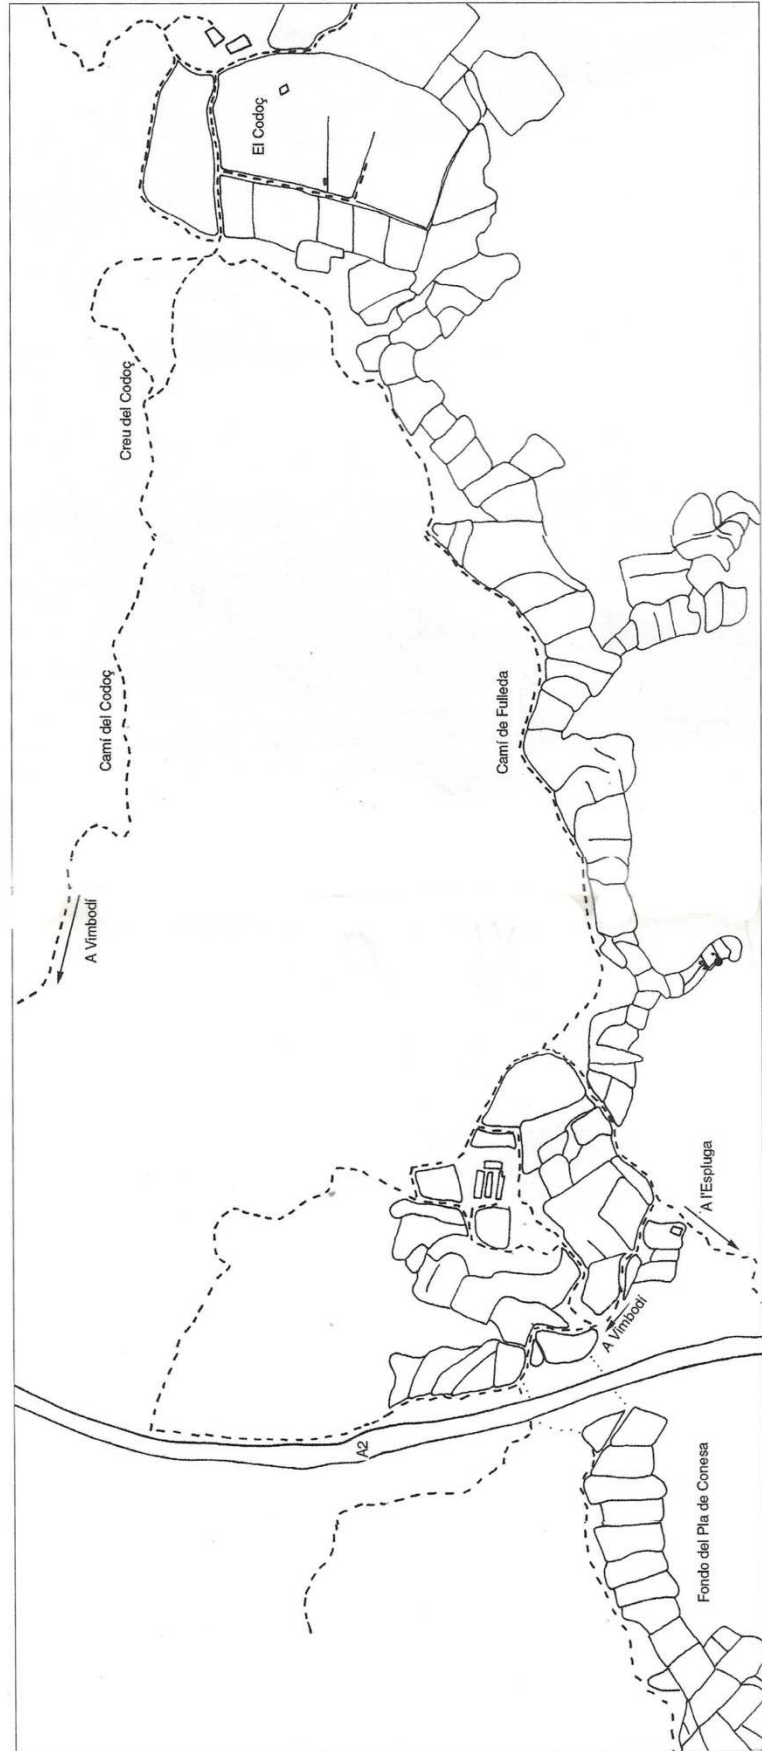 El Codoç
Creu del Codoç
Camí del Codoç
Camí de Fulleda
A Vimbodí
A l'Espluga
A Vimbodí
A2
Fondo del Pla de Conesa